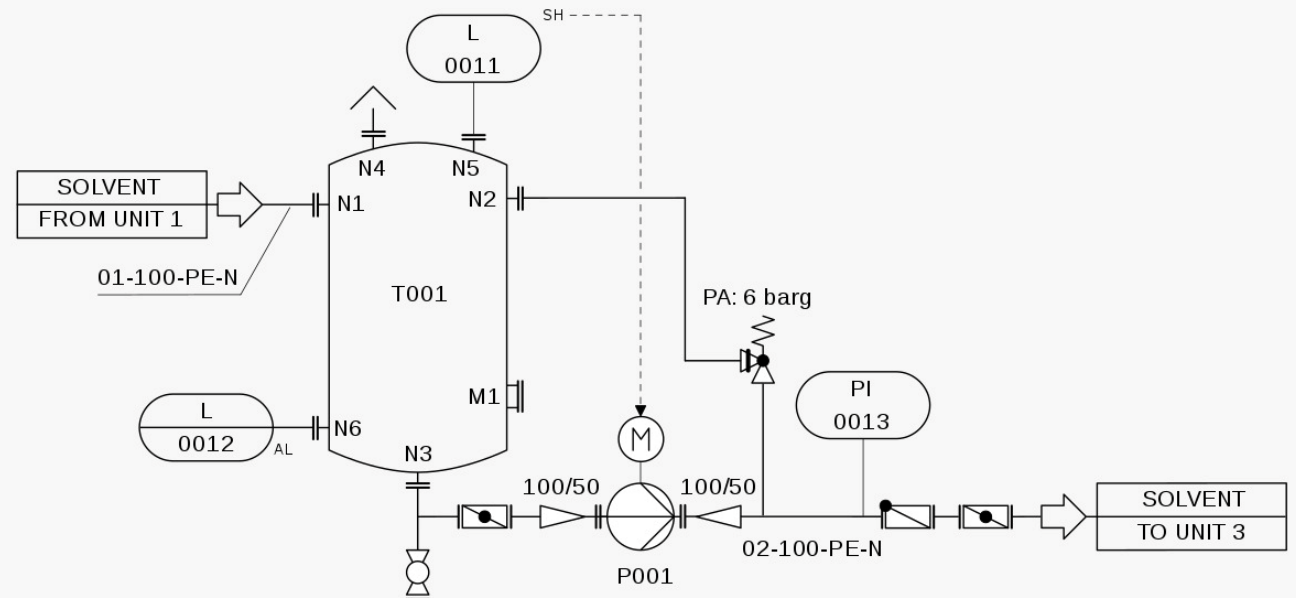 SH
L
0011
N4
N5
SOLVENT
FROM UNIT 1
N1
N2
01-100-PE-N
T001
PA: 6 barg
M1
PI
0013
L
0012
AL
N6
M
N3
100/50
100/50
SOLVENT
TO UNIT 3
02-100-PE-N
P001